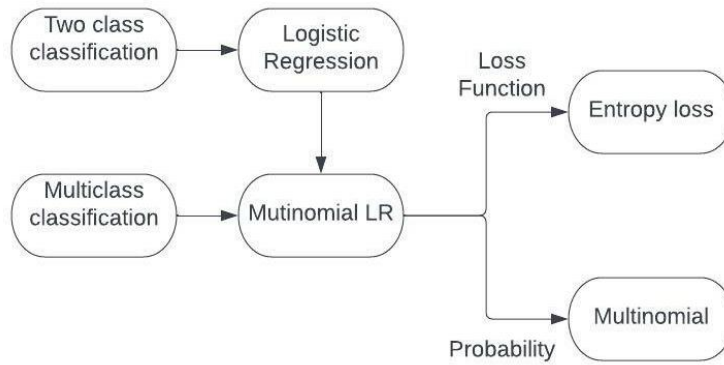 Two class
classification
Logistic
Regression
Loss
Function
Entropy loss
Multiclass
classification
Mutinomial LR
Multinomial
Probability